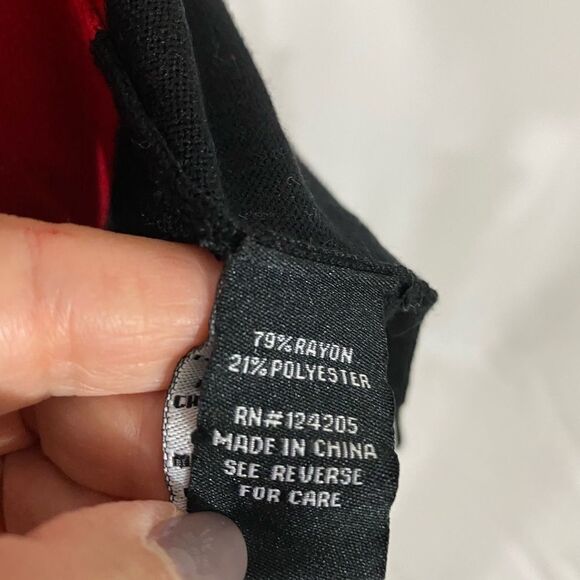 79% RAYON
21% POLYESTER
RN# 124205
MADE IN CHINA
SEE REVERSE
FOR CARE